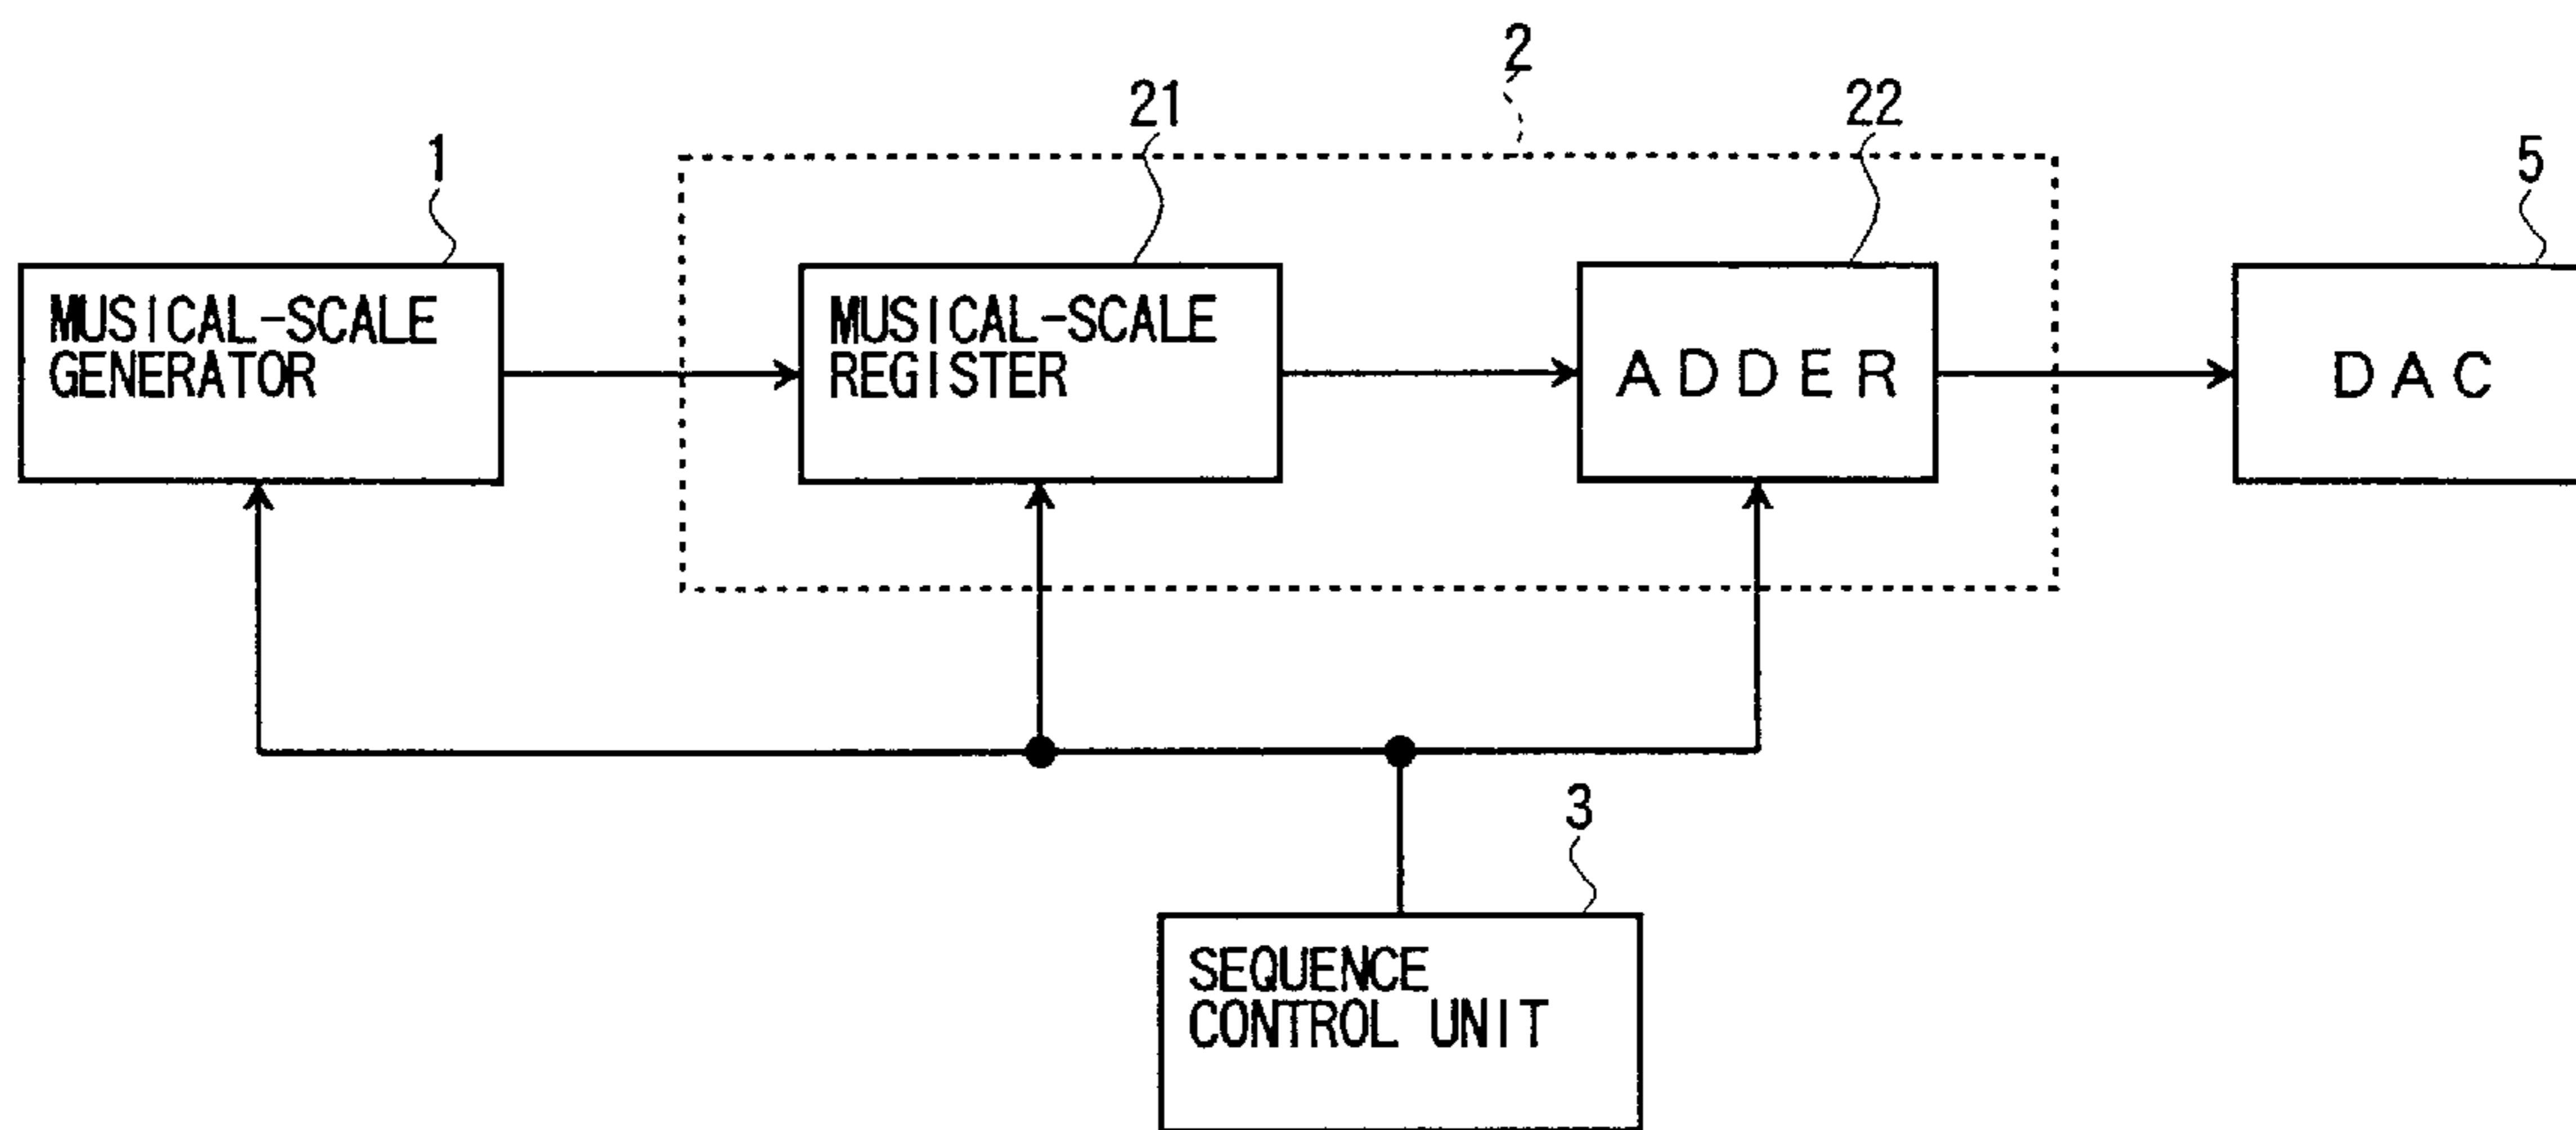 2
21
22
1
5
MUSICAL-SCALE
GENERATOR
MUSICAL-SCALE
REGISTER
ADDER
DAC
3
SEQUENCE
CONTROL UNIT